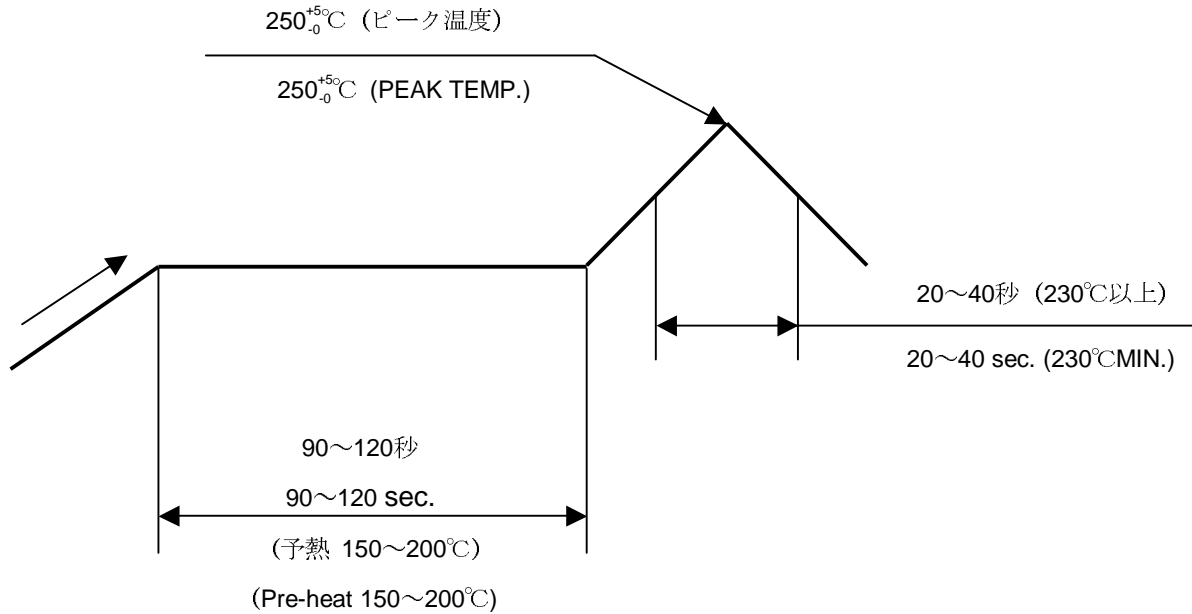 250+5-0℃ (ピーク温度)
250+5-0℃ (PEAK TEMP.)
20～40秒 (230℃以上)
20～40 sec. (230℃MIN.)
90～120秒
90～120 sec.
(予熱 150～200℃)
(Pre-heat 150～200℃)